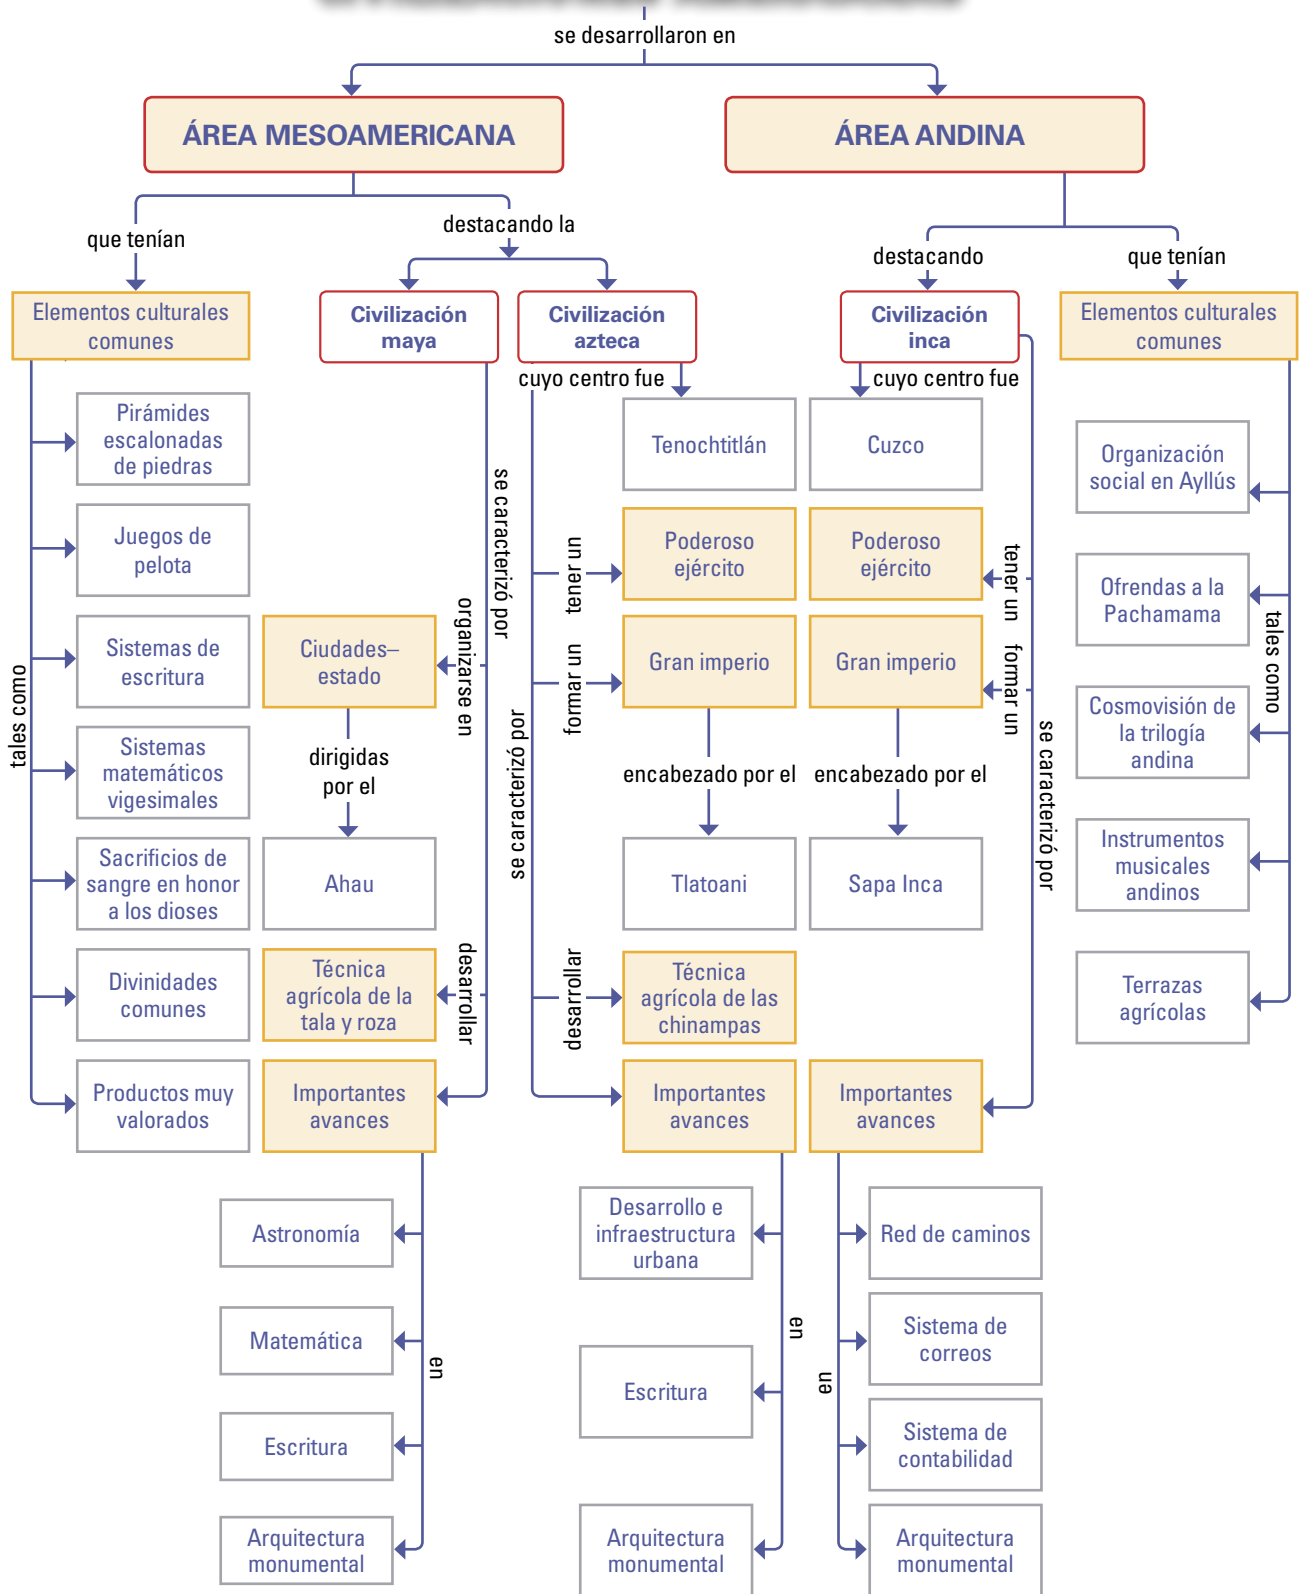 se desarrollaron en
ÁREA MESOAMERICANA
ÁREA ANDINA
que tenían
destacando la
destacando
que tenían
Elementos culturales
comunes
Civilización
maya
Civilización
azteca
Civilización
inca
Elementos culturales
comunes
cuyo centro fue
cuyo centro fue
tales como
Pirámides
escalonadas
de piedras
Juegos de
pelota
Sistemas de
escritura
Sistemas
matemáticos
vigesimales
Sacrificios de
sangre en honor
a los dioses
Divinidades
comunes
Productos muy
valorados
se caracterizó por
organizarse en
Ciudades–
estado
dirigidas
por el
Ahau
desarrollar
Técnica
agrícola de la
tala y roza
Importantes
avances
en
Astronomía
Matemática
Escritura
Arquitectura
monumental
se caracterizó por
Tenochtitlán
tener un
Poderoso
ejército
formar un
Gran imperio
encabezado por el
Tlatoani
desarrollar
Técnica
agrícola de las
chinampas
Importantes
avances
en
Desarrollo e
infraestructura
urbana
Escritura
Arquitectura
monumental
Cuzco
se caracterizó por
tener un
Poderoso
ejército
formar un
Gran imperio
encabezado por el
Sapa Inca
Importantes
avances
en
Red de caminos
Sistema de
correos
Sistema de
contabilidad
Arquitectura
monumental
tales como
Organización
social en Ayllús
Ofrendas a la
Pachamama
Cosmovisión de
la trilogía
andina
Instrumentos
musicales
andinos
Terrazas
agrícolas